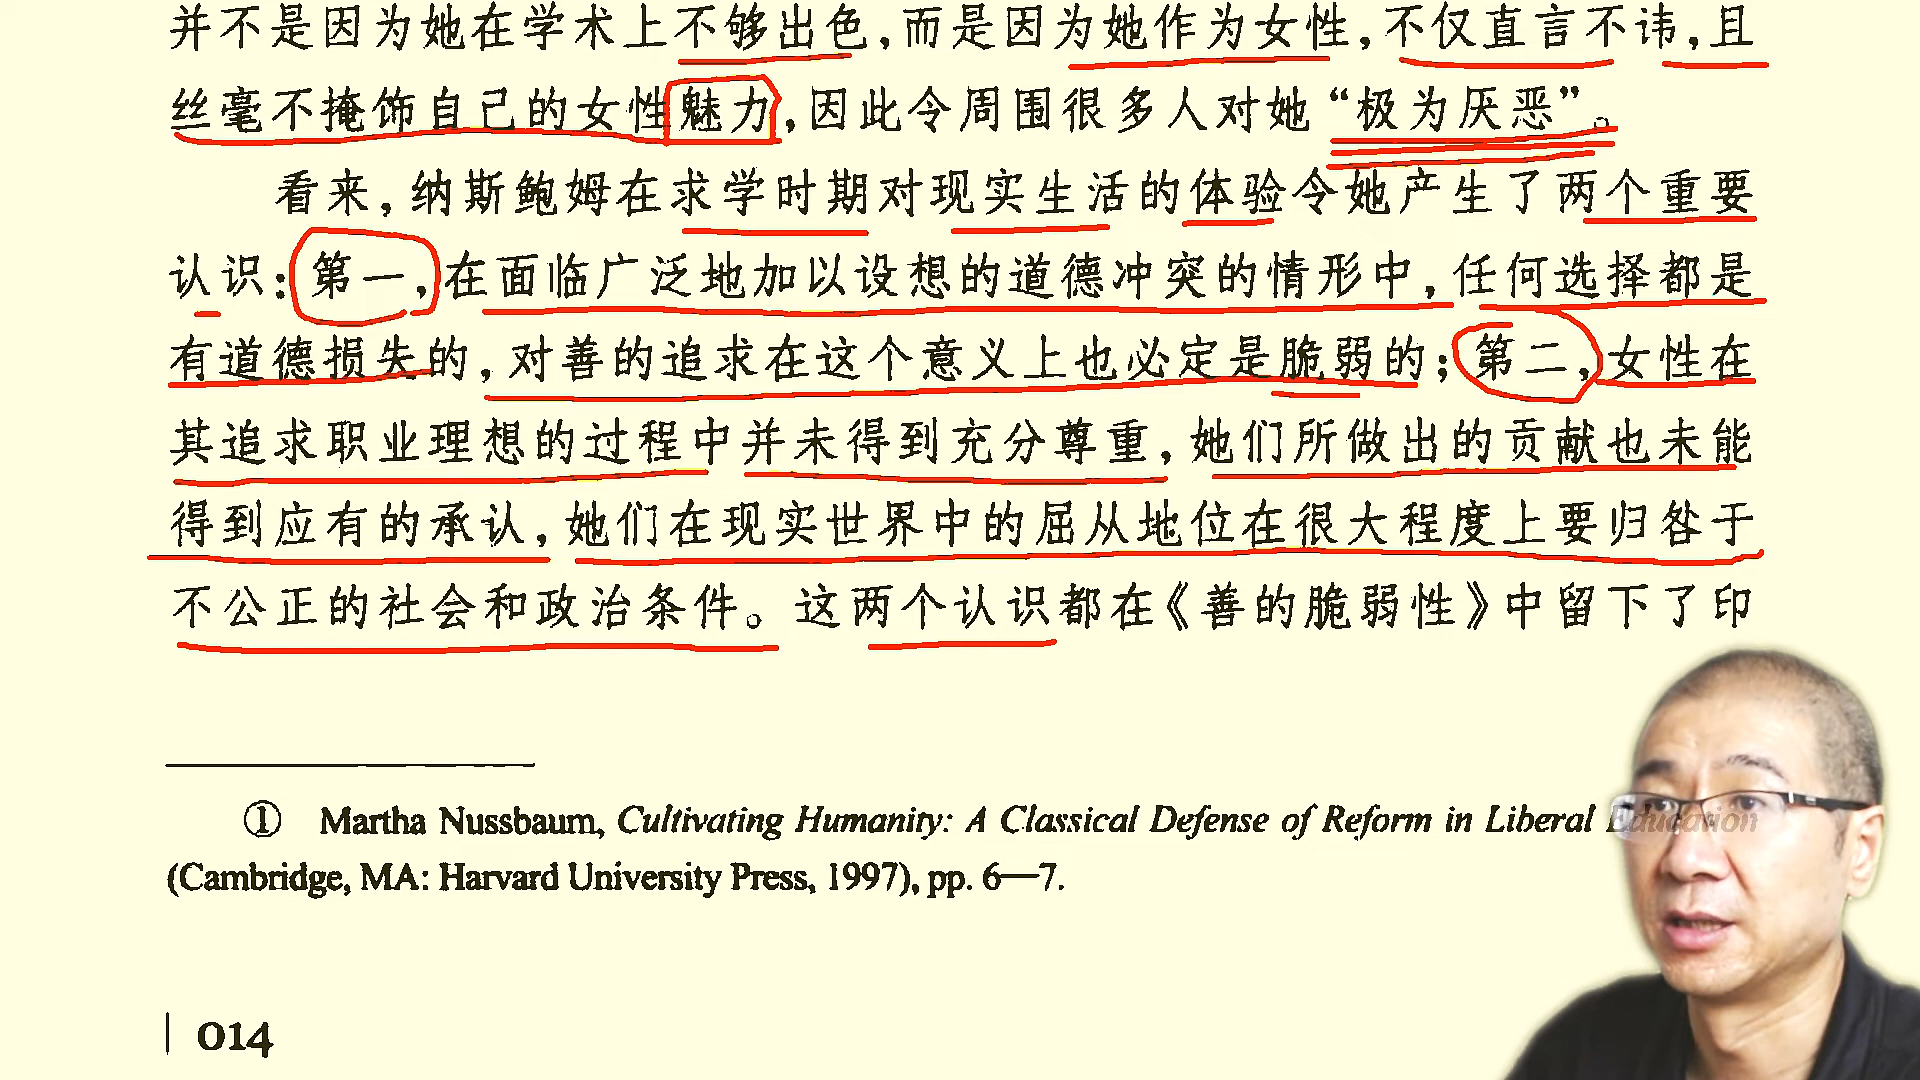 并不是因为她在学术上不够出色，而是因为她作为女性，不仅直言不讳，且
丝毫不掩饰自己的女性魅力，因此令周围很多人对她“极为厌恶”。
看来，纳斯鲍姆在求学时期对现实生活的体验令她产生了两个重要
认识：第一，在面临广泛地加以设想的道德冲突的情形中，任何选择都是
有道德损失的，对善的追求在这个意义上也必定是脆弱的；第二，女性在
其追求职业理想的过程中并未得到充分尊重，她们所做出的贡献也未能
得到应有的承认，她们在现实世界中的屈从地位在很大程度上要归咎于
不公正的社会和政治条件。这两个认识都在《善的脆弱性》中留下了印
① Martha Nussbaum, Cultivating Humanity: A Classical Defense of Reform in Liberal Education
(Cambridge, MA: Harvard University Press, 1997), pp. 6—7.
014